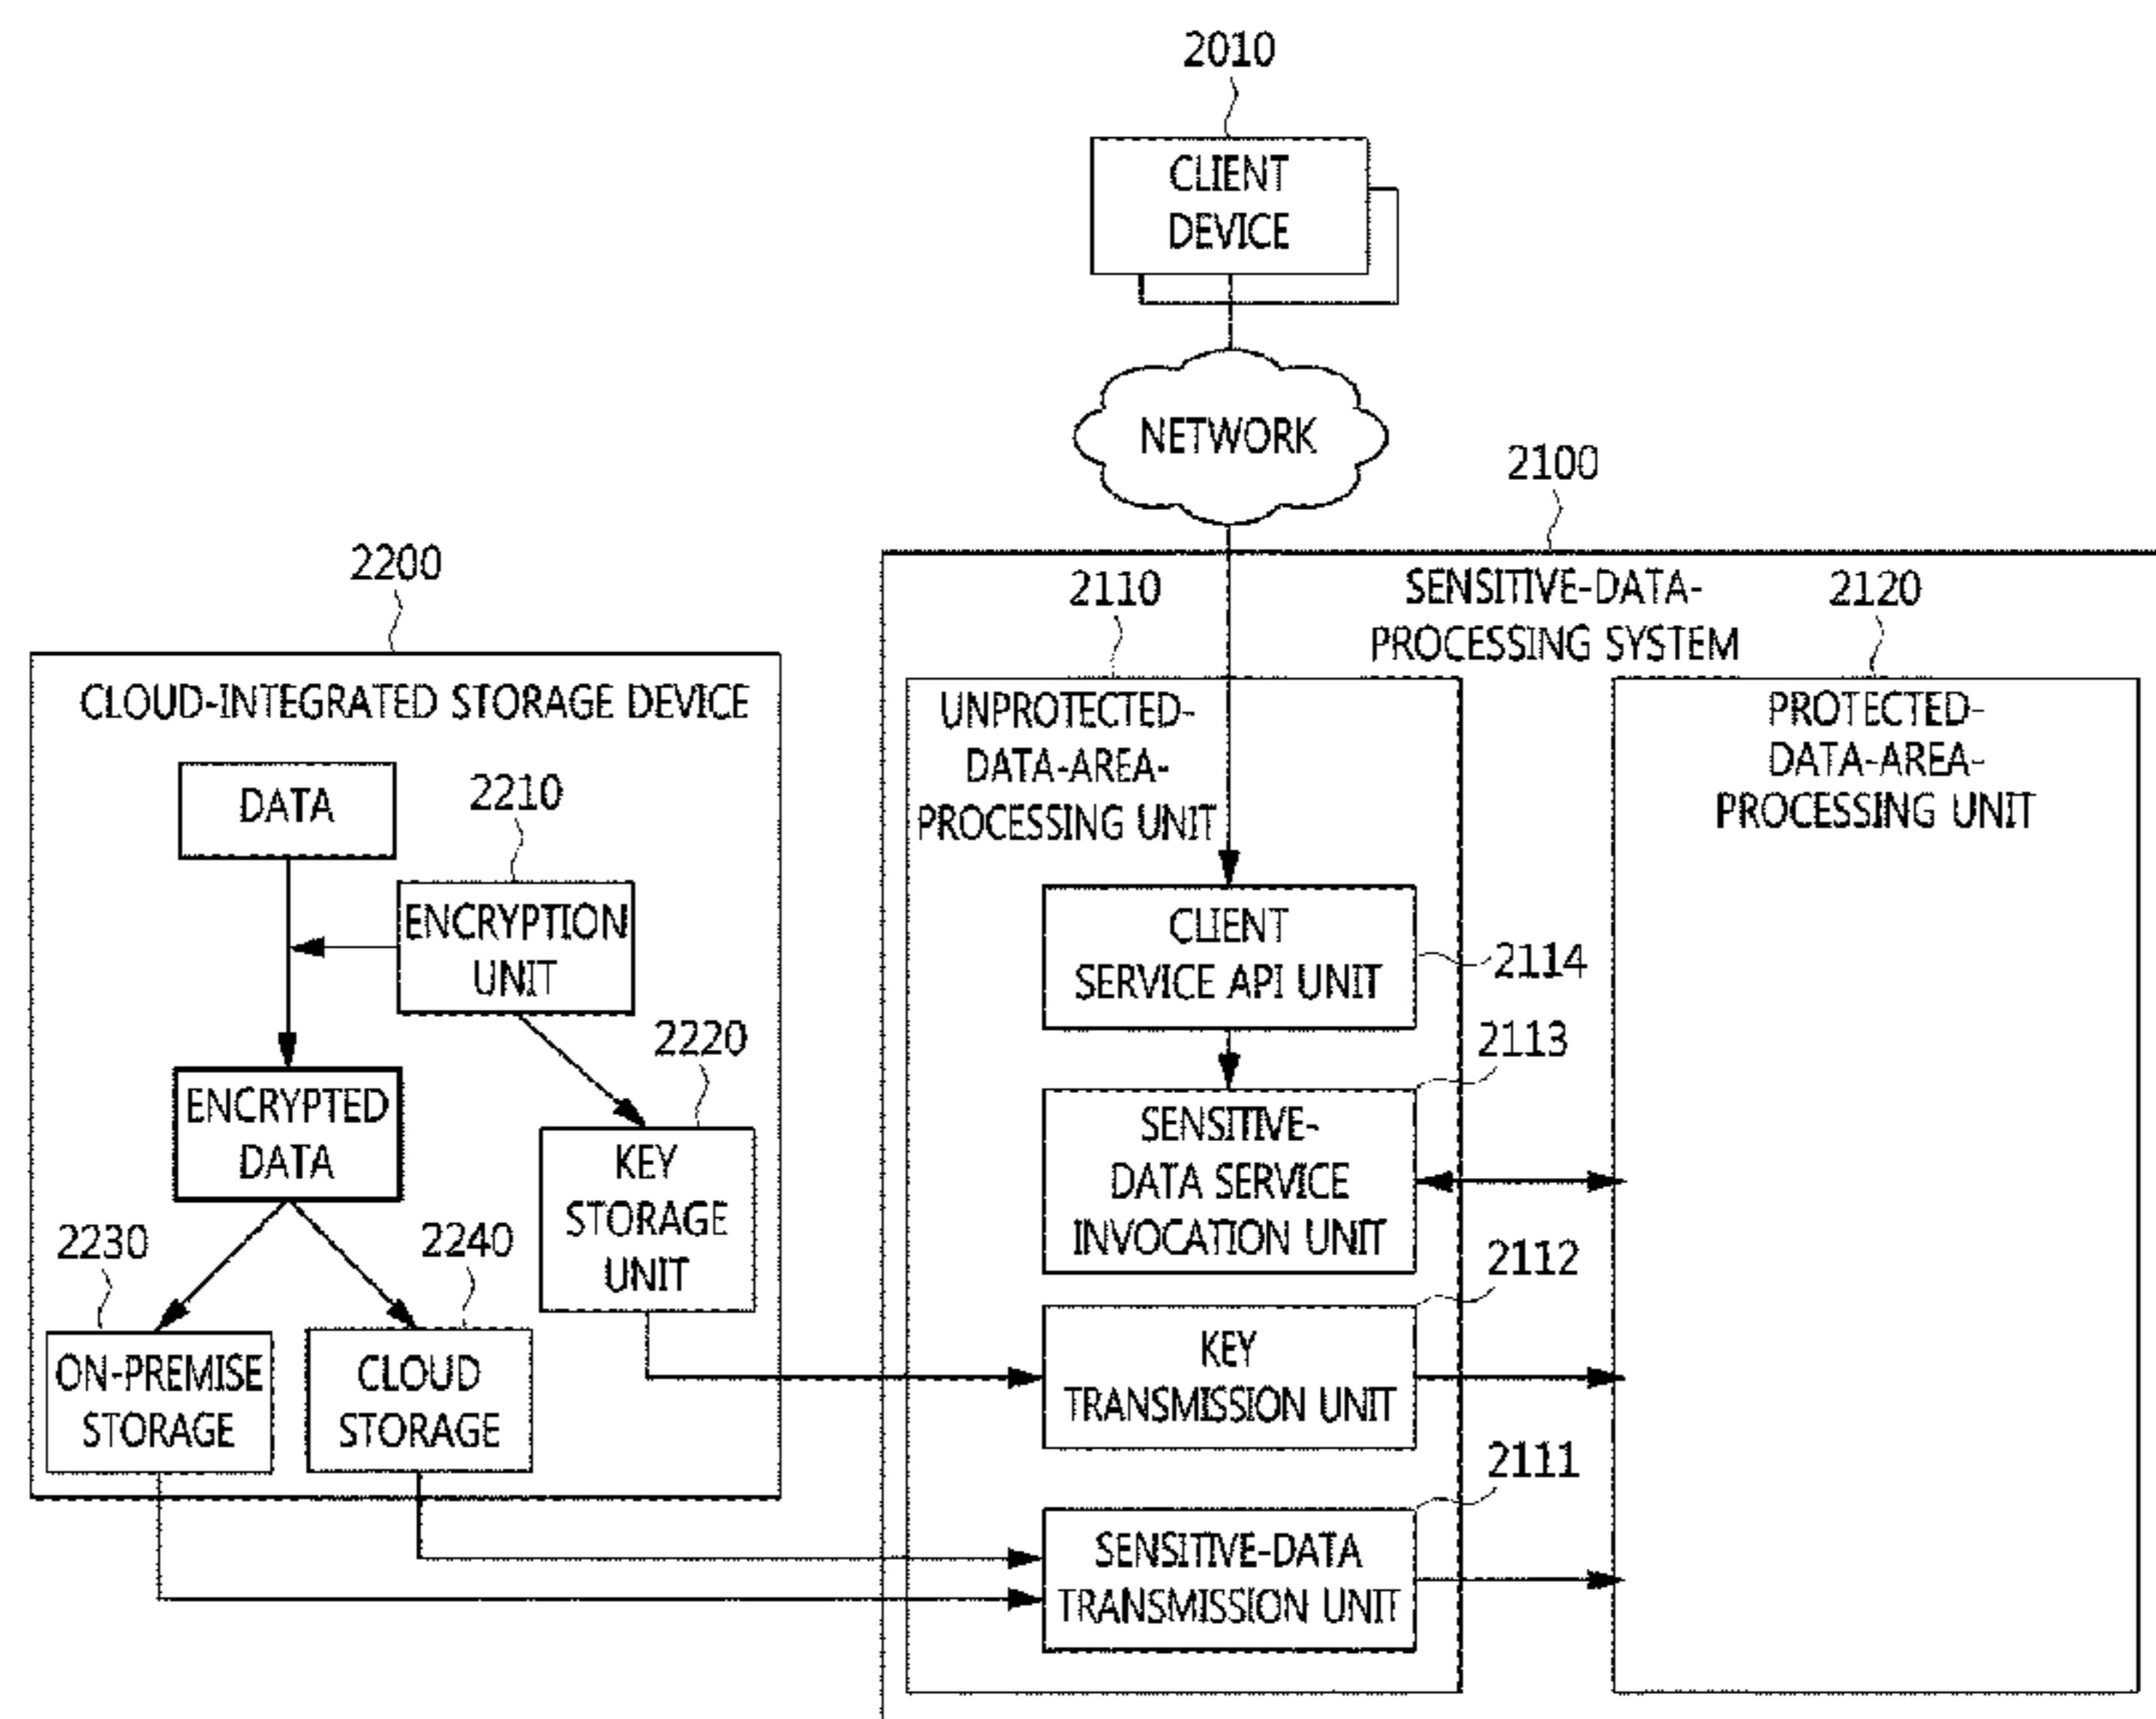 2010
CLIENT
DEVICE
NETWORK
2100
SENSITIVE-DATA-
PROCESSING SYSTEM
2200
CLOUD-INTEGRATED STORAGE DEVICE
DATA
2210
ENCRYPTION
UNIT
ENCRYPTED
DATA
2220
KEY
STORAGE
UNIT
2230
ON-PREMISE
STORAGE
2240
CLOUD
STORAGE
2110
UNPROTECTED-
DATA-AREA-
PROCESSING UNIT
CLIENT
SERVICE API UNIT
2114
2113
SENSITIVE-
DATA SERVICE
INVOCATION UNIT
2112
KEY
TRANSMISSION UNIT
2111
SENSITIVE-DATA
TRANSMISSION UNIT
2120
PROTECTED-
DATA-AREA-
PROCESSING UNIT